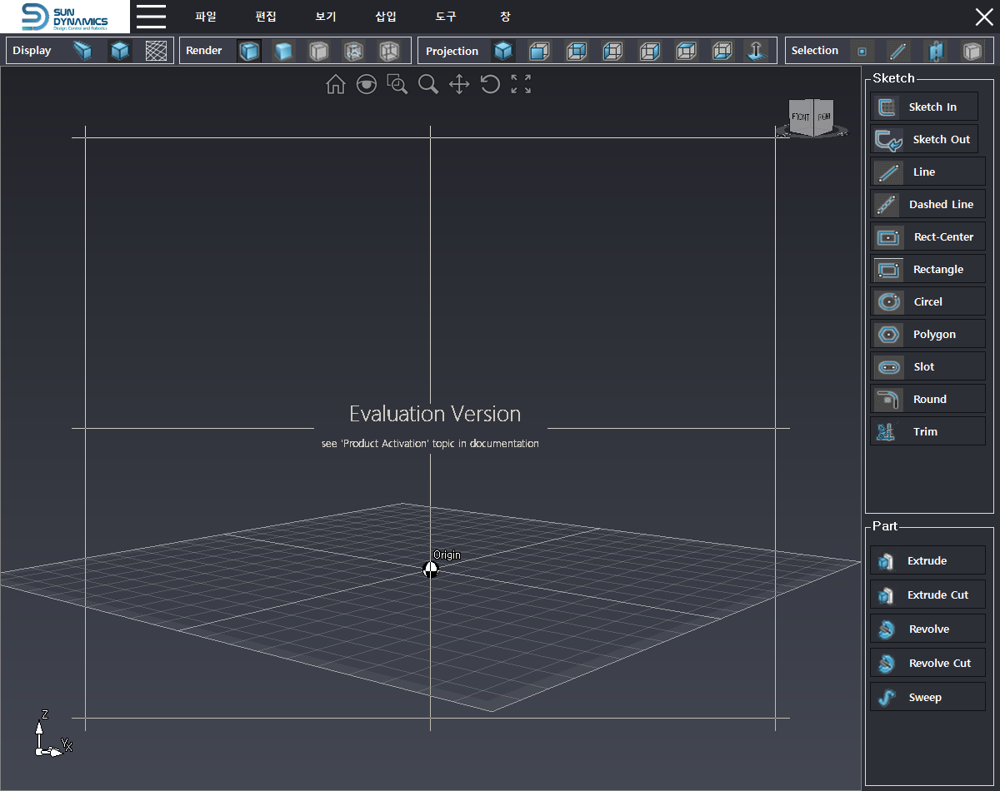 SUN
DYNAMICS
Design, Control and Robotics
파일 편집 보기 삽입 도구 창
Display Render Projection Selection
Sketch
Sketch In
Sketch Out
Line
Dashed Line
Rect-Center
Rectangle
Circel
Polygon
Slot
Round
Trim
Part
Extrude
Extrude Cut
Revolve
Revolve Cut
Sweep
FRONT RIGHT
Evaluation Version
see 'Product Activation' topic in documentation
Origin
Z
Y
X